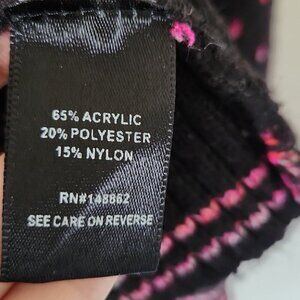 65% ACRYLIC
20% POLYESTER
15% NYLON
RN#148862
SEE CARE ON REVERSE